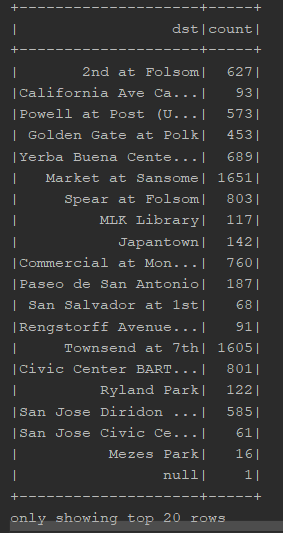 +--------------------+-----+
|                 dst|count|
+--------------------+-----+
|       2nd at Folsom|  627|
|California Ave Ca...|   93|
|Powell at Post (U...|  573|
| Golden Gate at Polk|  453|
|Yerba Buena Cente...|  689|
|   Market at Sansome| 1651|
|     Spear at Folsom|  803|
|         MLK Library|  117|
|           Japantown|  142|
|Commercial at Mon...|  760|
|Paseo de San Antonio|  187|
| San Salvador at 1st|   68|
|Rengstorff Avenue...|   91|
|     Townsend at 7th| 1605|
|Civic Center BART...|  801|
|         Ryland Park|  122|
|San Jose Diridon ...|  585|
|San Jose Civic Ce...|   61|
|          Mezes Park|   16|
|                null|    1|
+--------------------+-----+
only showing top 20 rows